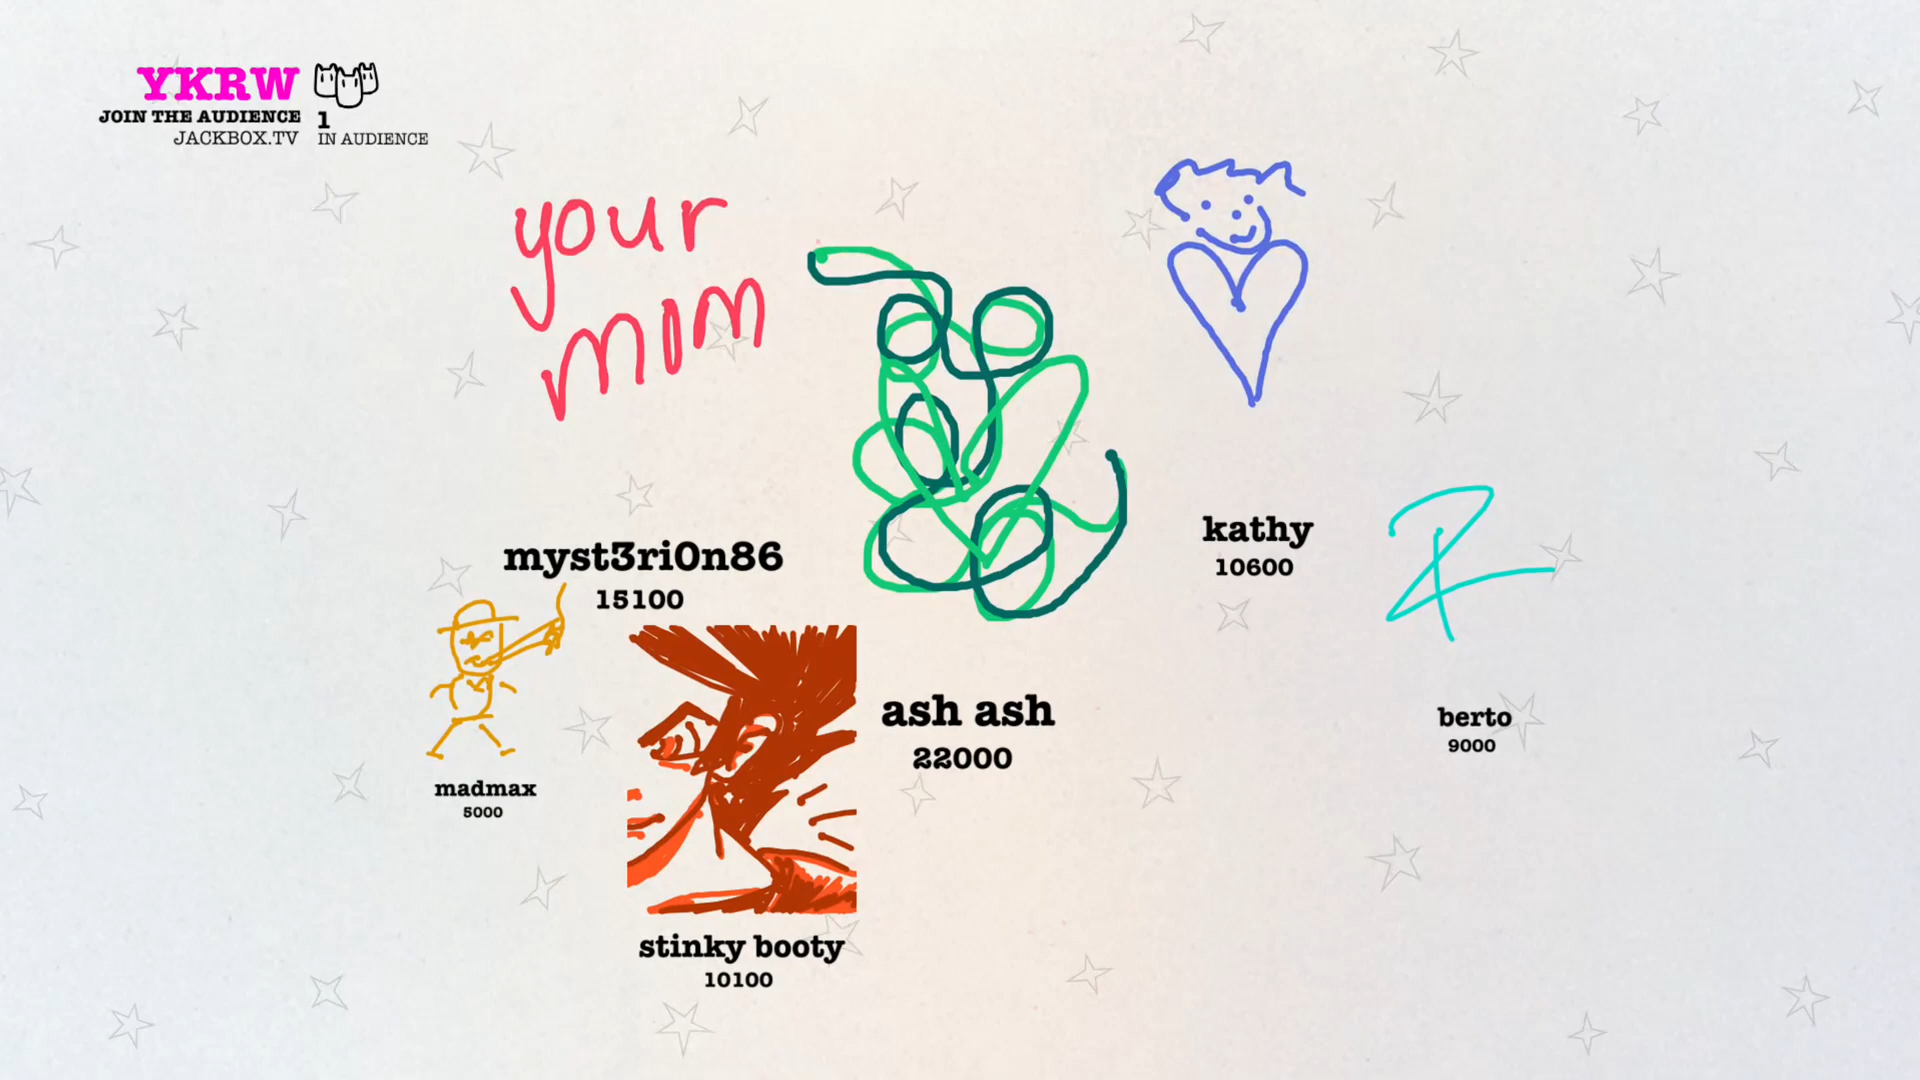 YKRW
JOIN THE AUDIENCE
JACKBOX.TV
1
IN AUDIENCE
your
mom
myst3ri0n86
15100
kathy
10600
madmax
5000
ash ash
22000
berto
9000
stinky booty
10100